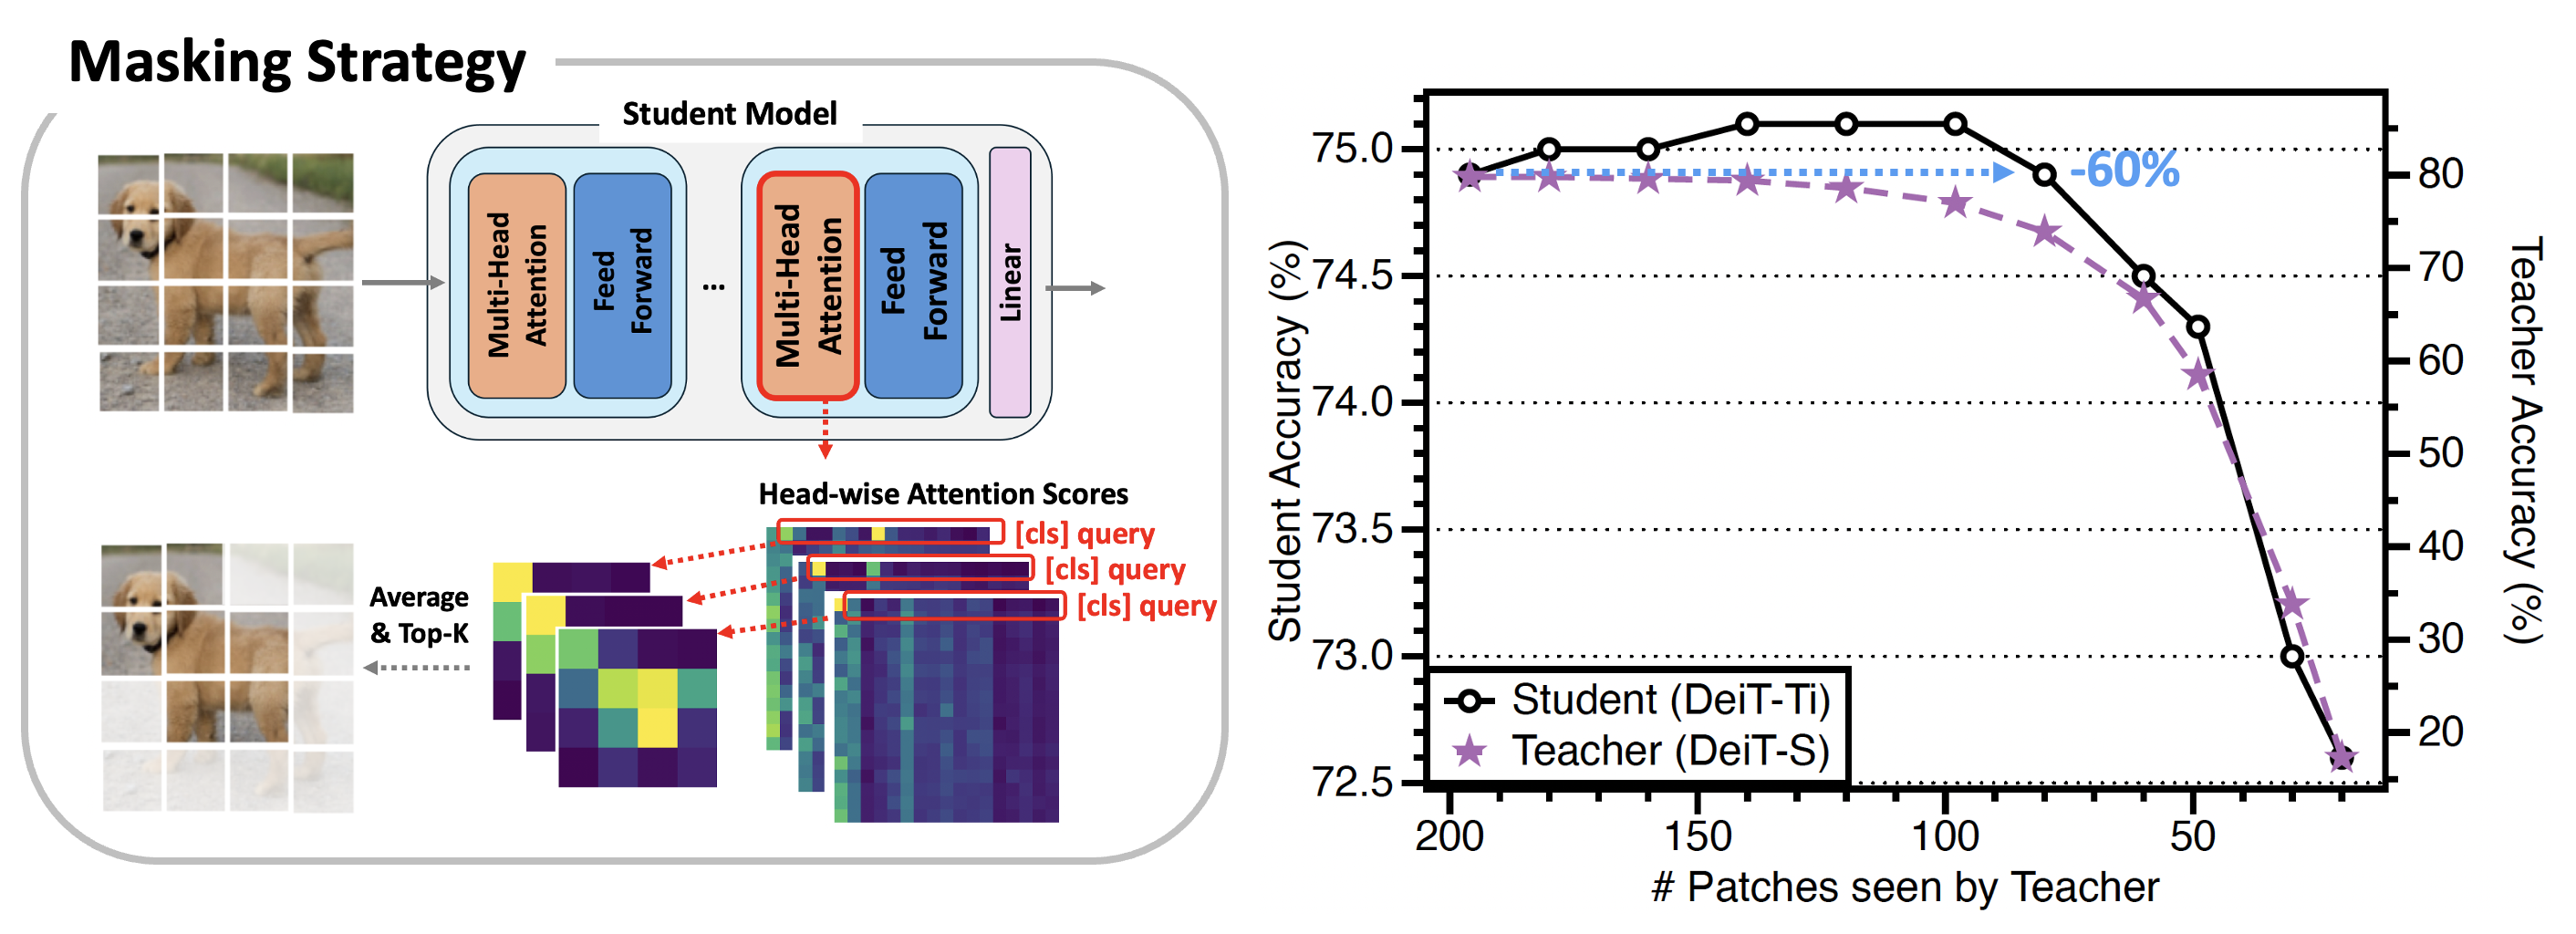 Masking Strategy
Student Model
Multi-Head
Attention
Feed
Forward
...
Multi-Head
Attention
Feed
Forward
Linear
Head-wise Attention Scores
[cls] query
[cls] query
[cls] query
Average
& Top-K
Student Accuracy (%)
75.0
74.5
74.0
73.5
73.0
72.5
-60%
Student (DeiT-Ti)
Teacher (DeiT-S)
80
70
60
50
40
30
20
Teacher Accuracy (%)
200 150 100 50
# Patches seen by Teacher